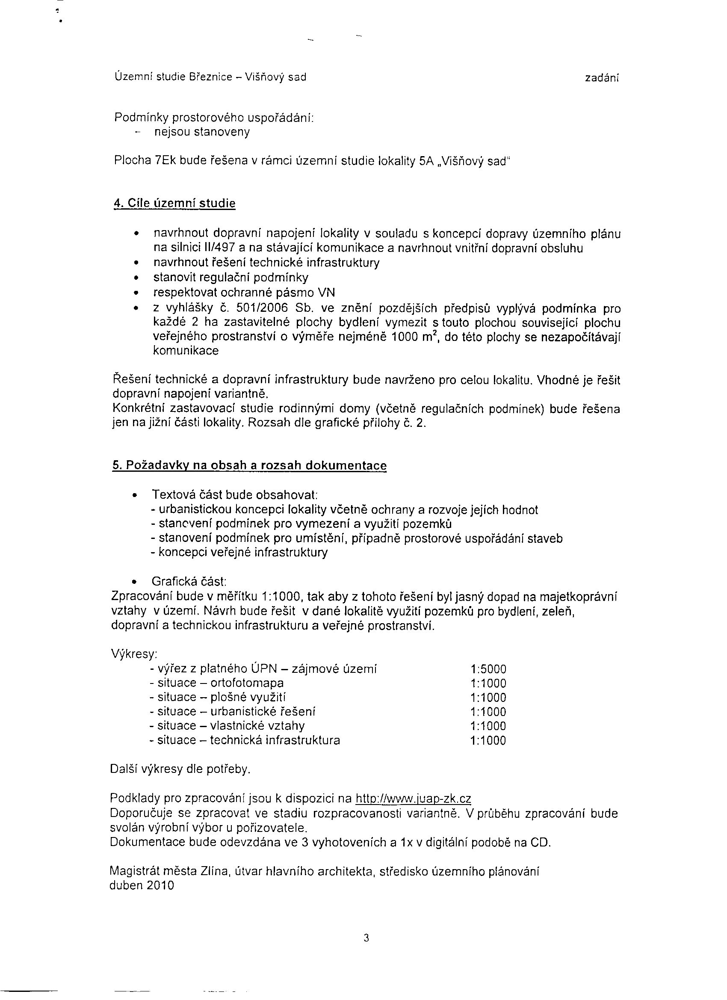 Územní studie Březnice – Višňový sad zadání
Podmínky prostorového uspořádání:
- nejsou stanoveny
Plocha 7Ek bude řešena v rámci územní studie lokality 5A „Višňový sad“
4. Cíle územní studie
• navrhnout dopravní napojení lokality v souladu s koncepcí dopravy územního plánu
na silnici II/497 a na stávající komunikace a navrhnout vnitřní dopravní obsluhu
• navrhnout řešení technické infrastruktury
• stanovit regulační podmínky
• respektovat ochranné pásmo VN
• z vyhlášky č. 501/2006 Sb. ve znění pozdějších předpisů vyplývá podmínka pro
každé 2 ha zastavitelné plochy bydlení vymezit s touto plochou související plochu
veřejného prostranství o výměře nejméně 1000 m², do této plochy se nezapočítávají
komunikace
Řešení technické a dopravní infrastruktury bude navrženo pro celou lokalitu. Vhodné je řešit
dopravní napojení variantně.
Konkrétní zastavovací studie rodinnými domy (včetně regulačních podmínek) bude řešena
jen na jižní části lokality. Rozsah dle grafické přílohy č. 2.
5. Požadavky na obsah a rozsah dokumentace
• Textová část bude obsahovat:
- urbanistickou koncepci lokality včetně ochrany a rozvoje jejích hodnot
- stanovení podmínek pro vymezení a využití pozemků
- stanovení podmínek pro umístění, případně prostorové uspořádání staveb
- koncepci veřejné infrastruktury
• Grafická část:
Zpracování bude v měřítku 1:1000, tak aby z tohoto řešení byl jasný dopad na majetkoprávní
vztahy v území. Návrh bude řešit v dané lokalitě využití pozemků pro bydlení, zeleň,
dopravní a technickou infrastrukturu a veřejné prostranství.
Výkresy:
- výřez z platného ÚPN – zájmové území 1:5000
- situace – ortofotomapa 1:1000
- situace – plošné využití 1:1000
- situace – urbanistické řešení 1:1000
- situace – vlastnické vztahy 1:1000
- situace – technická infrastruktura 1:1000
Další výkresy dle potřeby.
Podklady pro zpracování jsou k dispozici na http://www.juap-zk.cz
Doporučuje se zpracovat ve stadiu rozpracovanosti variantně. V průběhu zpracování bude
svolán výrobní výbor u pořizovatele.
Dokumentace bude odevzdána ve 3 vyhotoveních a 1x v digitální podobě na CD.
Magistrát města Zlína, útvar hlavního architekta, středisko územního plánování
duben 2010
3